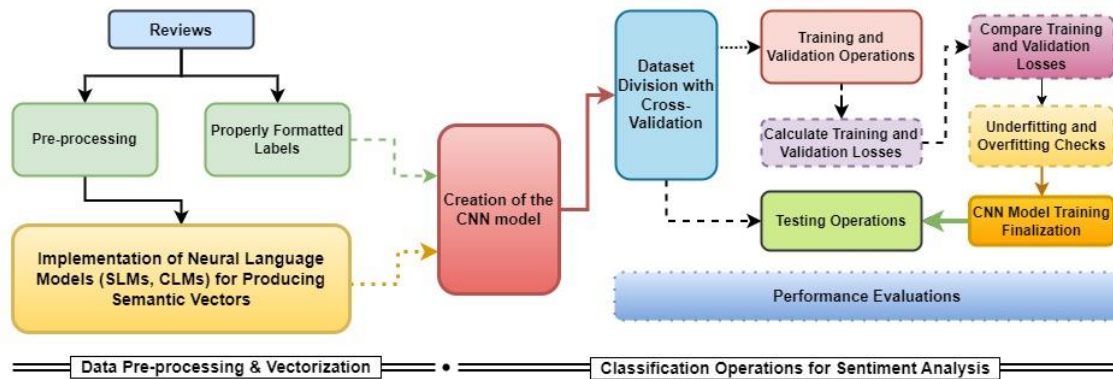 Reviews
Pre-processing
Properly Formatted
Labels
Implementation of Neural Language
Models (SLMs, CLMs) for Producing
Semantic Vectors
Creation of the
CNN model
Dataset
Division with
Cross-
Validation
Training and
Validation Operations
Calculate Training and
Validation Losses
Compare Training
and Validation
Losses
Underfitting and
Overfitting Checks
CNN Model Training
Finalization
Testing Operations
Performance Evaluations
Data Pre-processing & Vectorization
Classification Operations for Sentiment Analysis